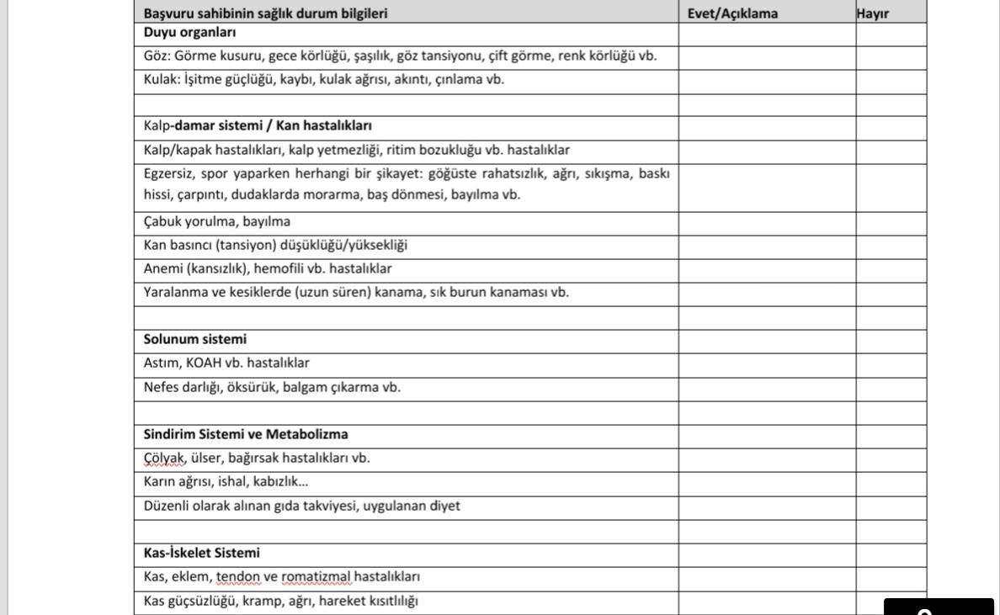 Başvuru sahibinin sağlık durum bilgileri Evet/Açıklama Hayır
Duyu organları
Göz: Görme kusuru, gece körlüğü, şaşılık, göz tansiyonu, çift görme, renk körlüğü vb.
Kulak: İşitme güçlüğü, kaybı, kulak ağrısı, akıntı, çınlama vb.
Kalp-damar sistemi / Kan hastalıkları
Kalp/kapak hastalıkları, kalp yetmezliği, ritim bozukluğu vb. hastalıklar
Egzersiz, spor yaparken herhangi bir şikayet: göğüste rahatsızlık, ağrı, sıkışma, baskı
hissi, çarpıntı, dudaklarda morarma, baş dönmesi, bayılma vb.
Çabuk yorulma, bayılma
Kan basıncı (tansiyon) düşüklüğü/yüksekliği
Anemi (kansızlık), hemofili vb. hastalıklar
Yaralanma ve kesiklerde (uzun süren) kanama, sık burun kanaması vb.
Solunum sistemi
Astım, KOAH vb. hastalıklar
Nefes darlığı, öksürük, balgam çıkarma vb.
Sindirim Sistemi ve Metabolizma
Çölyak, ülser, bağırsak hastalıkları vb.
Karın ağrısı, ishal, kabızlık...
Düzenli olarak alınan gıda takviyesi, uygulanan diyet
Kas-İskelet Sistemi
Kas, eklem, tendon ve romatizmal hastalıkları
Kas güçsüzlüğü, kramp, ağrı, hareket kısıtlılığı